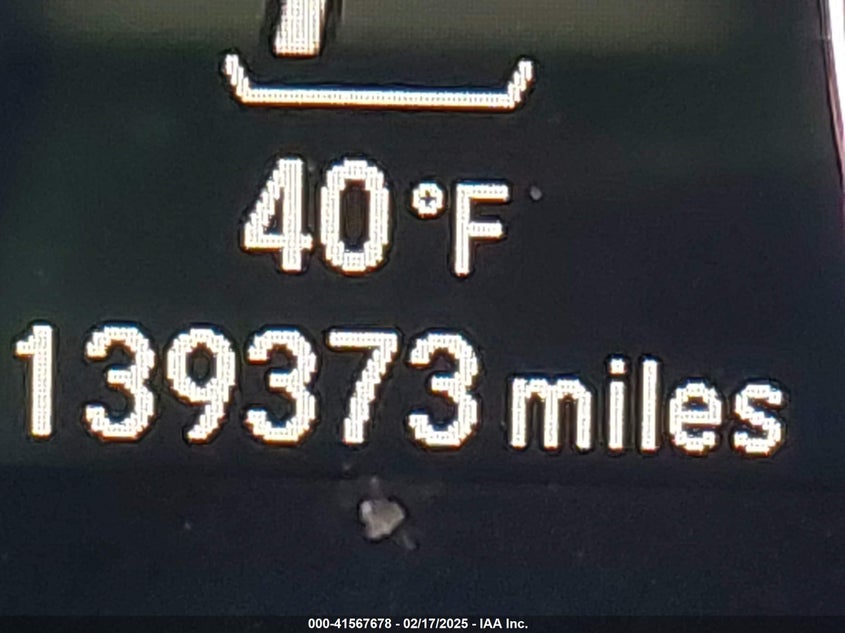 40 °F
139373 miles
000-41567678 - 02/17/2025 - IAA Inc.